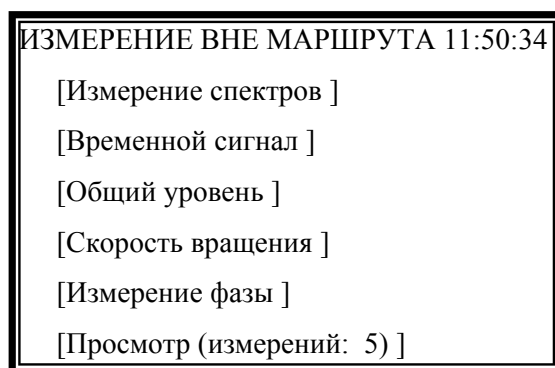 ИЗМЕРЕНИЕ ВНЕ МАРШРУТА 11:50:34
[Измерение спектров ]
[Временной сигнал ]
[Общий уровень ]
[Скорость вращения ]
[Измерение фазы ]
[Просмотр (измерений:  5) ]